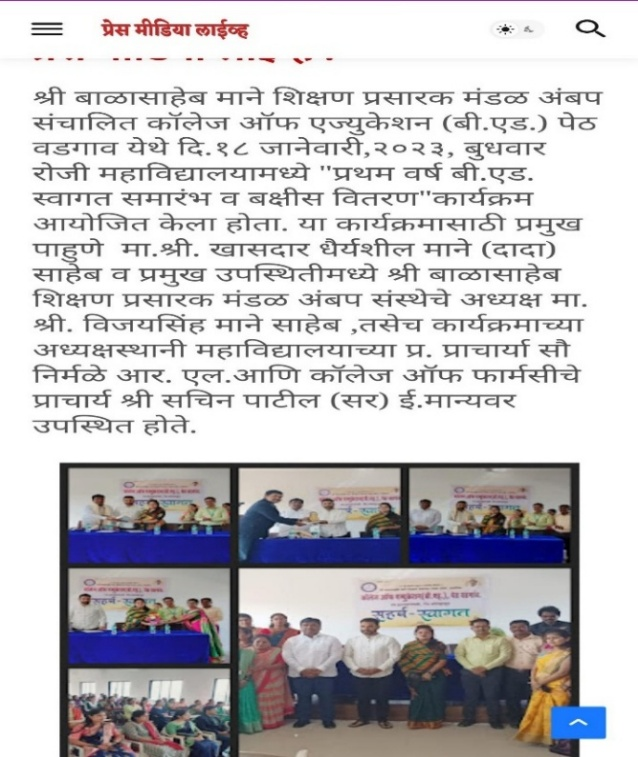 प्रेस मीडिया लाईव्ह
श्री बाळासाहेब माने शिक्षण प्रसारक मंडळ अंबप
संचालित कॉलेज ऑफ एज्युकेशन (बी.एड.) पेठ
वडगाव येथे दि.१८ जानेवारी,२०२३, बुधवार
रोजी महाविद्यालयामध्ये "प्रथम वर्ष बी.एड.
स्वागत समारंभ व बक्षीस वितरण"कार्यक्रम
आयोजित केला होता. या कार्यक्रमासाठी प्रमुख
पाहुणे मा.श्री. खासदार धैर्यशील माने (दादा)
साहेब व प्रमुख उपस्थितीमध्ये श्री बाळासाहेब
शिक्षण प्रसारक मंडळ अंबप संस्थेचे अध्यक्ष मा.
श्री. विजयसिंह माने साहेब ,तसेच कार्यक्रमाच्या
अध्यक्षस्थानी महाविद्यालयाच्या प्र. प्राचार्या सौ
निर्मळे आर. एल.आणि कॉलेज ऑफ फार्मसीचे
प्राचार्य श्री सचिन पाटील (सर) ई.मान्यवर
उपस्थित होते.
सहर्ष-स्वागत